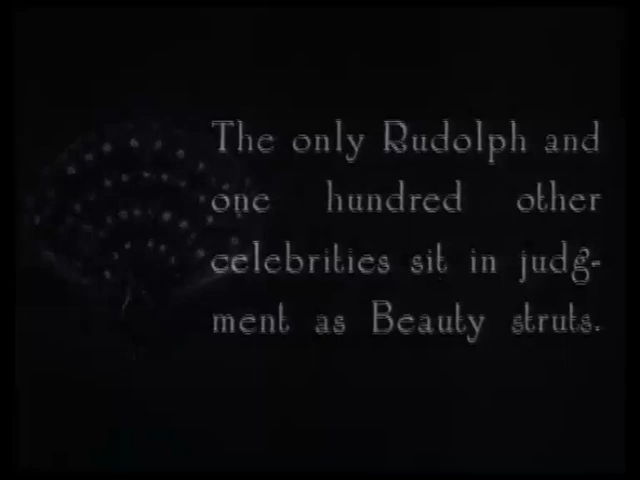 The only Rudolph and
one hundred other
celebrities sit in judg-
ment as Beauty struts.